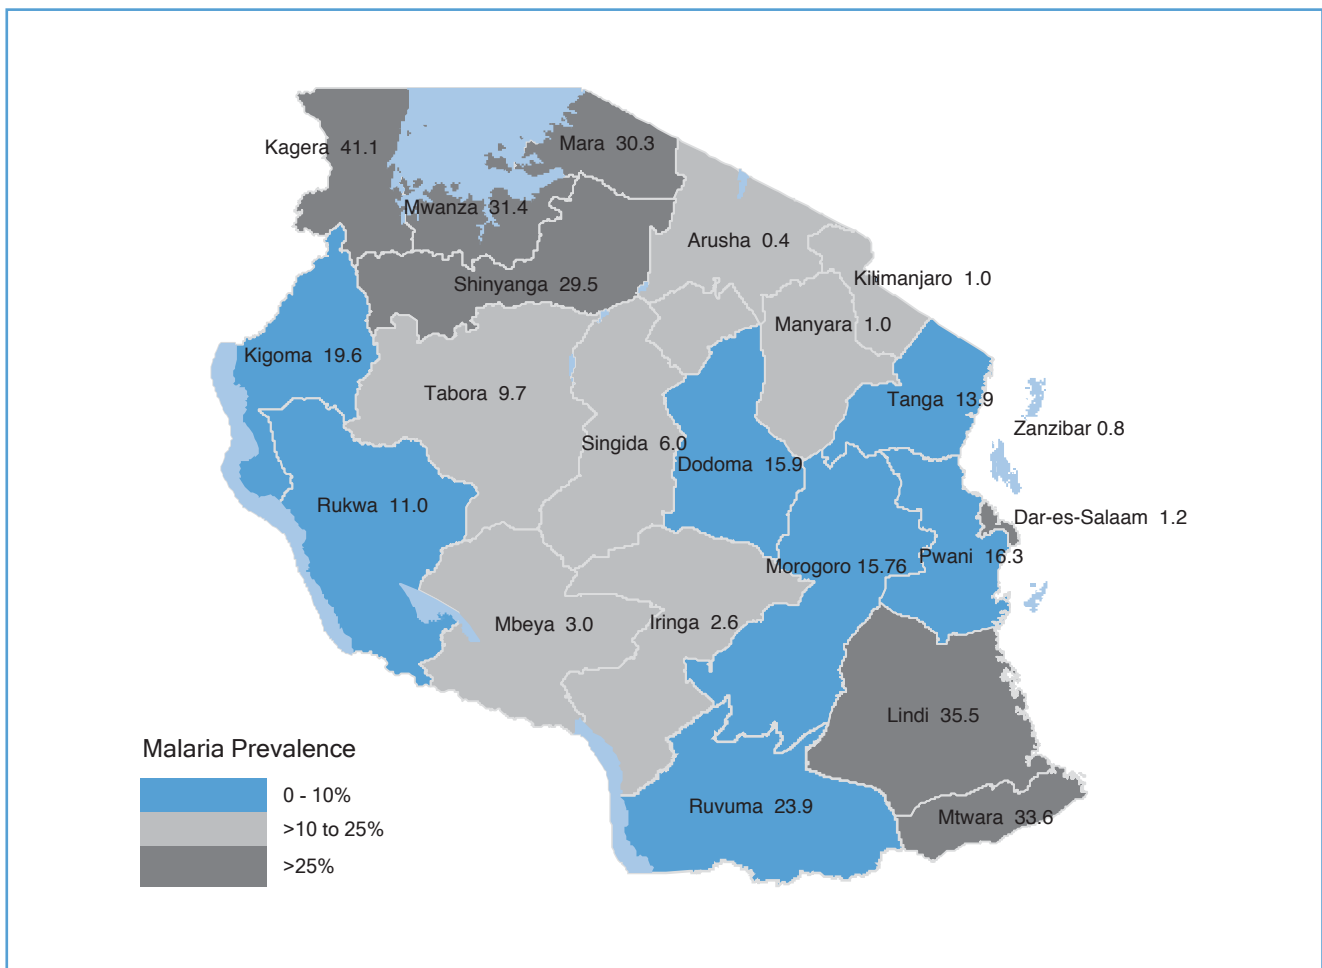 Kagera 41.1
Mara 30.3
Mwanza 31.4
Arusha 0.4
Kilimanjaro 1.0
Shinyanga 29.5
Manyara 1.0
Kigoma 19.6
Tabora 9.7
Tanga 13.9
Zanzibar 0.8
Singida 6.0
Dodoma 15.9
Rukwa 11.0
Dar-es-Salaam 1.2
Pwani 16.3
Morogoro 15.76
Mbeya 3.0
Iringa 2.6
Lindi 35.5
Ruvuma 23.9
Mtwara 33.6
Malaria Prevalence
0 - 10%
>10 to 25%
>25%